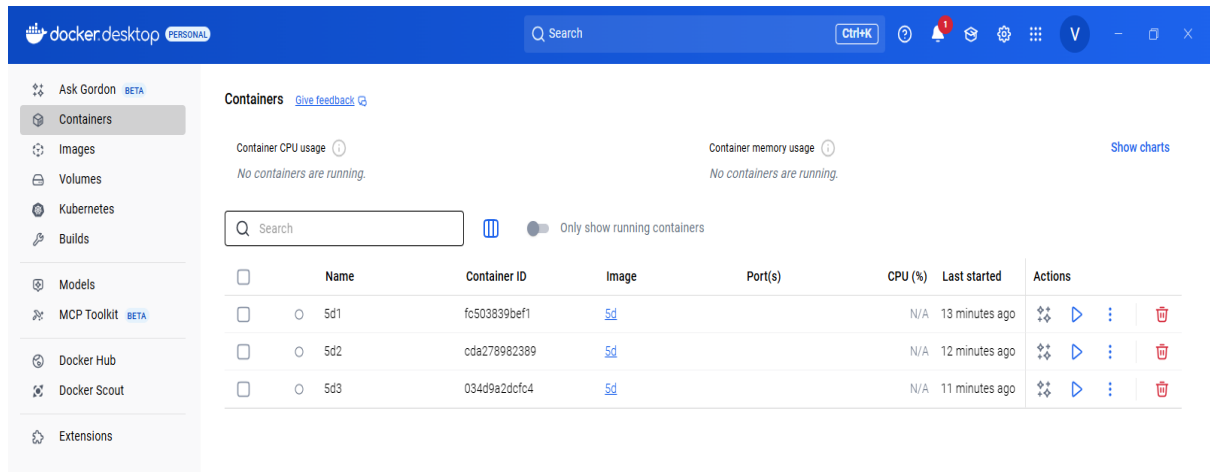 docker.desktop PERSONAL
Search
Ctrl+K
1
V
Ask Gordon BETA
Containers
Images
Volumes
Kubernetes
Builds
Models
MCP Toolkit BETA
Docker Hub
Docker Scout
Extensions
Containers Give feedback
Container CPU usage
No containers are running.
Container memory usage
No containers are running.
Show charts
Search
Only show running containers
Name Container ID Image Port(s) CPU (%) Last started Actions
5d1 fc503839bef1 5d N/A 13 minutes ago
5d2 cda278982389 5d N/A 12 minutes ago
5d3 034d9a2dcfc4 5d N/A 11 minutes ago